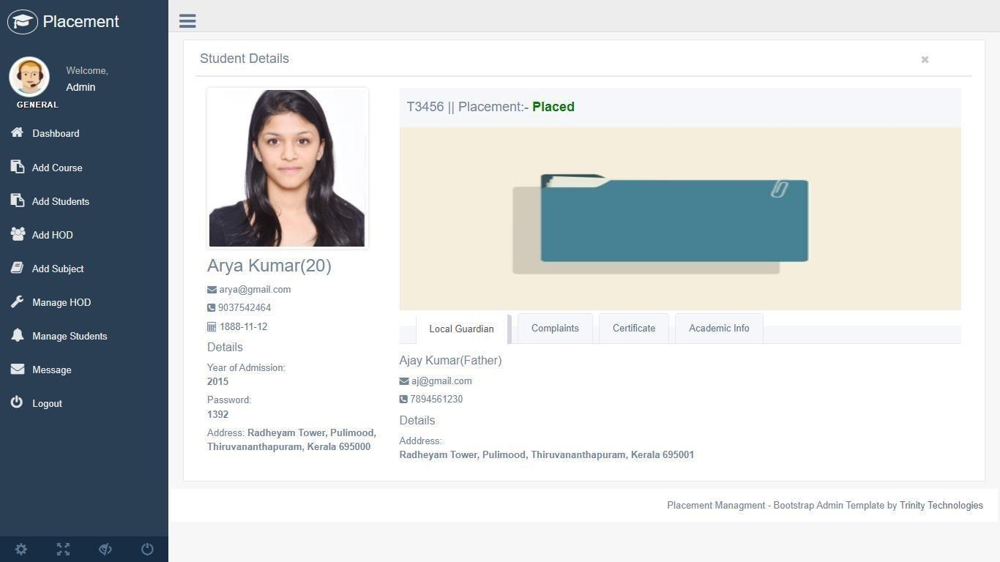 Placement
Welcome,
Admin
GENERAL
Dashboard
Add Course
Add Students
Add HOD
Add Subject
Manage HOD
Manage Students
Message
Logout
Student Details
Arya Kumar(20)
arya@gmail.com
9037542464
1888-11-12
Details
Year of Admission:
2015
Password:
1392
Address: Radheyam Tower, Pulimood,
Thiruvananthapuram, Kerala 695000
T3456 || Placement:- Placed
Local Guardian
Complaints
Certificate
Academic Info
Ajay Kumar(Father)
aj@gmail.com
7894561230
Details
Adddress:
Radheyam Tower, Pulimood, Thiruvananthapuram, Kerala 695001
Placement Managment - Bootstrap Admin Template by Trinity Technologies